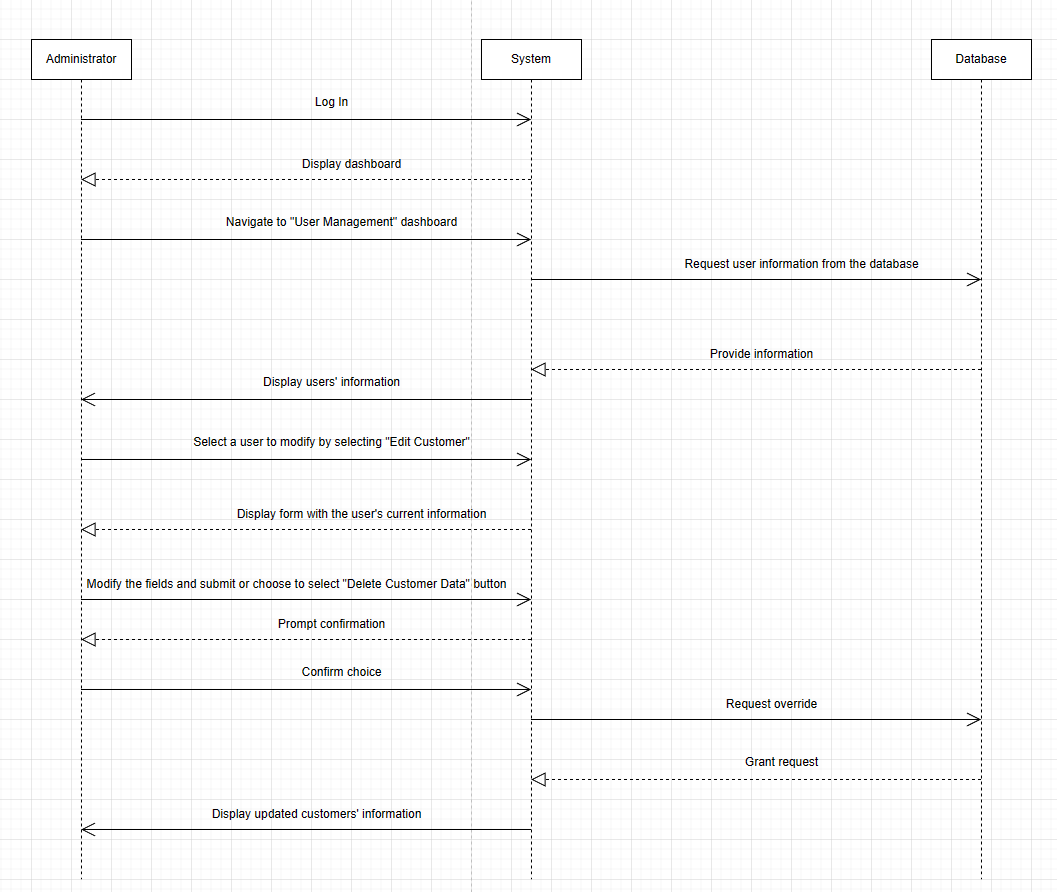 Administrator
System
Database
Log In
Display dashboard
Navigate to "User Management" dashboard
Request user information from the database
Provide information
Display users' information
Select a user to modify by selecting "Edit Customer"
Display form with the user's current information
Modify the fields and submit or choose to select "Delete Customer Data" button
Prompt confirmation
Confirm choice
Request override
Grant request
Display updated customers' information